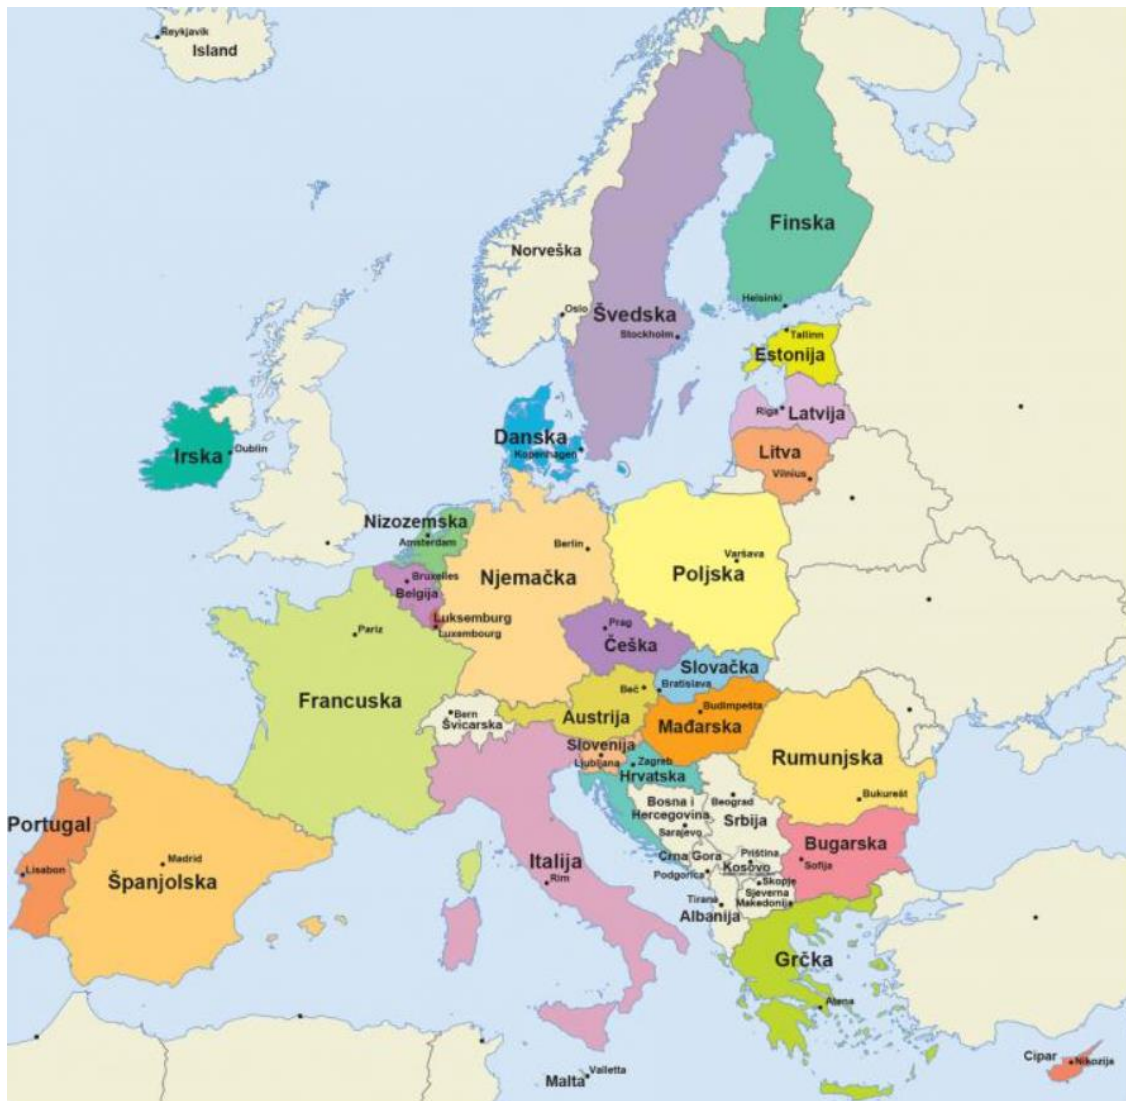 Reykjavik
Island
Finska
Norveška
Helsinki
Oslo
Švedska
Stockholm
Tallinn
Estonija
Riga
Latvija
Danska
Kopenhagen
Irska
Dublin
Litva
Vilnius
Nizozemska
Amsterdam
Berlin
Varšava
Njemačka
Poljska
Bruxelles
Belgija
Luksemburg
Luxembourg
Pariz
Prag
Češka
Slovačka
Bratislava
Beč
Francuska
Bern
Švicarska
Austrija
Budimpešta
Mađarska
Slovenija
Ljubljana
Zagreb
Hrvatska
Rumunjska
Bukurešt
Bosna i
Hercegovina
Sarajevo
Beograd
Srbija
Portugal
Lisabon
Madrid
Španjolska
Italija
Rim
Crna Gora
Podgorica
Priština
Kosovo
Bugarska
Sofija
Skopje
Sjeverna
Makedonija
Tirana
Albanija
Grčka
Atena
Cipar
Nikozija
Malta
Valletta